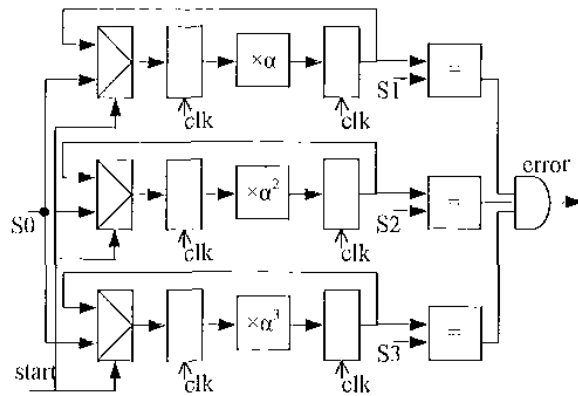 ×α
clk
clk
S1
=
error
×α²
S0
clk
clk
S2
=
×α³
start
clk
clk
S3
=